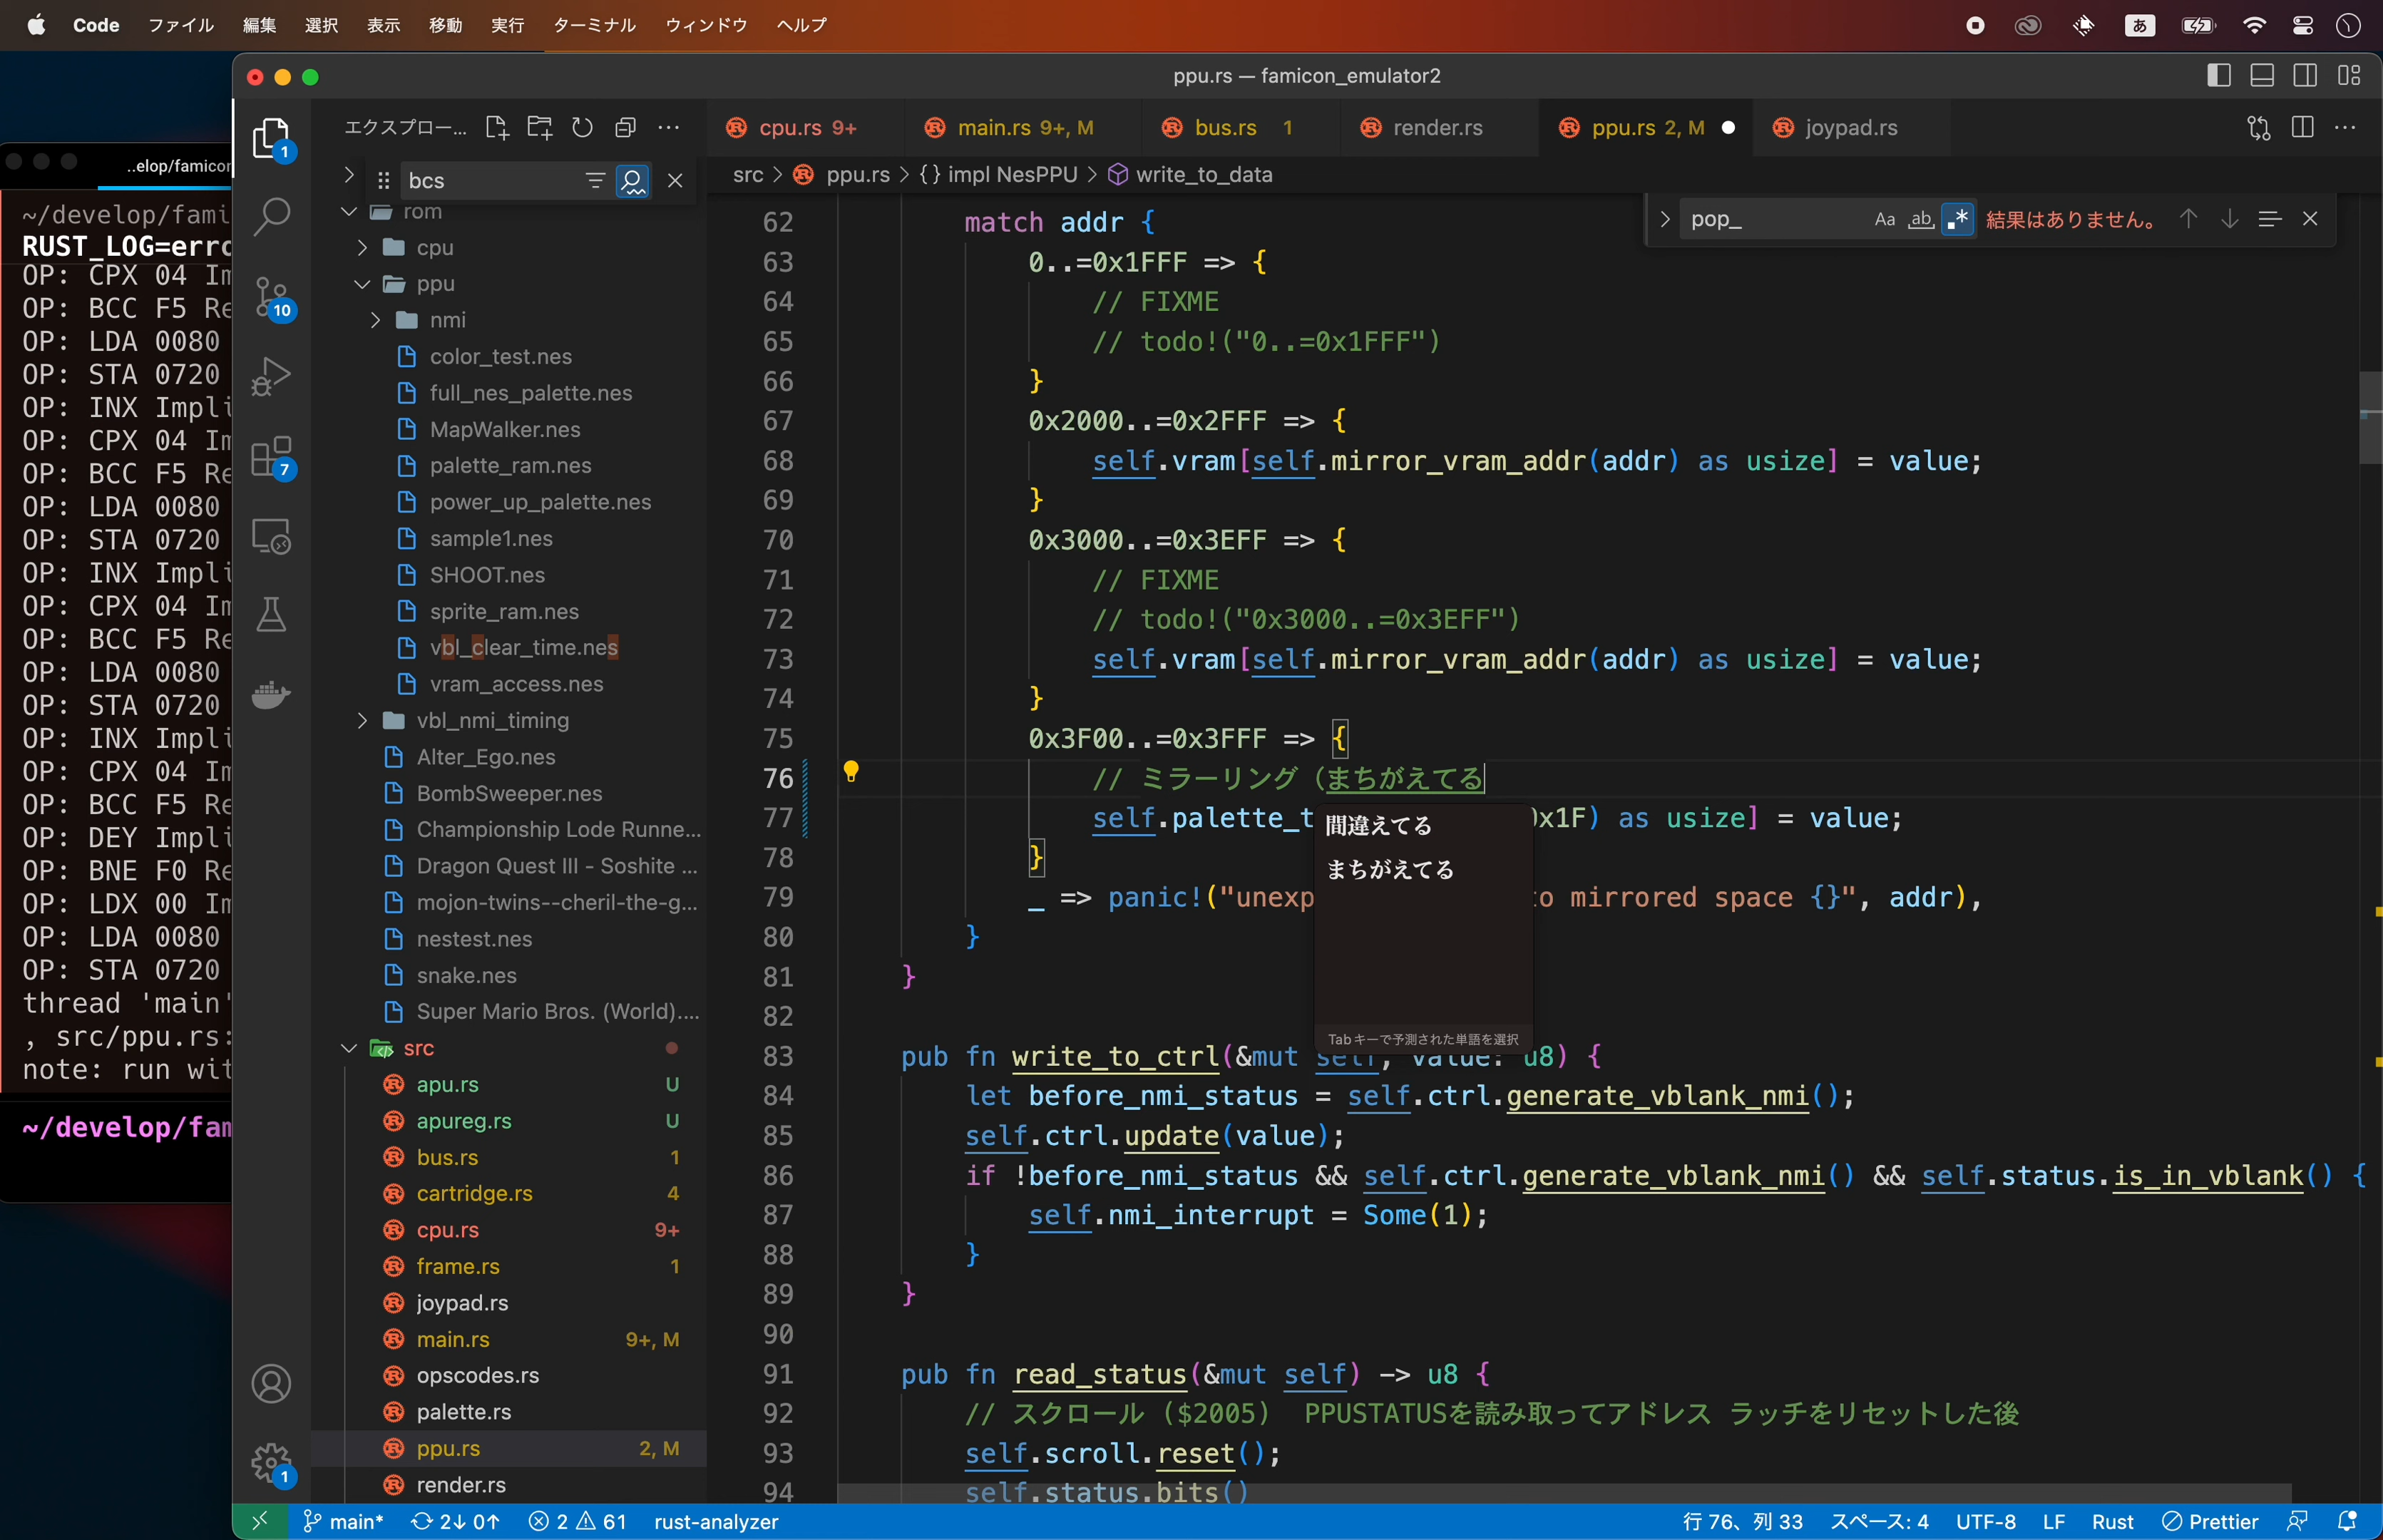 Code ファイル 編集 選択 表示 移動 実行 ターミナル ウィンドウ ヘルプ
あ
ppu.rs — famicon_emulator2
エクスプロー...
cpu.rs 9+
main.rs 9+, M
bus.rs 1
render.rs
ppu.rs 2, M
joypad.rs
src > ppu.rs > {} impl NesPPU > write_to_data
bcs
pop_
Aa ab .*
結果はありません。
..elop/famicon
~/develop/fami
RUST_LOG=erro
OP: CPX 04 Im
OP: BCC F5 Re
OP: LDA 0080
OP: STA 0720
OP: INX Impli
OP: CPX 04 Im
OP: BCC F5 Re
OP: LDA 0080
OP: STA 0720
OP: INX Impli
OP: CPX 04 Im
OP: BCC F5 Re
OP: LDA 0080
OP: STA 0720
OP: INX Impli
OP: CPX 04 Im
OP: BCC F5 Re
OP: DEY Impli
OP: BNE F0 Re
OP: LDX 00 Im
OP: LDA 0080
OP: STA 0720
thread 'main'
, src/ppu.rs:
note: run wit
~/develop/fam
1
10
7
1
rom
cpu
ppu
nmi
color_test.nes
full_nes_palette.nes
MapWalker.nes
palette_ram.nes
power_up_palette.nes
sample1.nes
SHOOT.nes
sprite_ram.nes
vbl_clear_time.nes
vram_access.nes
vbl_nmi_timing
Alter_Ego.nes
BombSweeper.nes
Championship Lode Runne...
Dragon Quest III - Soshite ...
mojon-twins--cheril-the-g...
nestest.nes
snake.nes
Super Mario Bros. (World)....
src
apu.rs U
apureg.rs U
bus.rs 1
cartridge.rs 4
cpu.rs 9+
frame.rs 1
joypad.rs
main.rs 9+, M
opscodes.rs
palette.rs
ppu.rs 2, M
render.rs
62 match addr {
63 0..=0x1FFF => {
64 // FIXME
65 // todo!("0..=0x1FFF")
66 }
67 0x2000..=0x2FFF => {
68 self.vram[self.mirror_vram_addr(addr) as usize] = value;
69 }
70 0x3000..=0x3EFF => {
71 // FIXME
72 // todo!("0x3000..=0x3EFF")
73 self.vram[self.mirror_vram_addr(addr) as usize] = value;
74 }
75 0x3F00..=0x3FFF => {
76 // ミラーリング（まちがえてる
77 self.palette_t 0x1F) as usize] = value;
間違えてる
まちがえてる
78 }
79 _ => panic!("unexp to mirrored space {}", addr),
80 }
81 }
82
Tabキーで予測された単語を選択
83 pub fn write_to_ctrl(&mut self, value: u8) {
84 let before_nmi_status = self.ctrl.generate_vblank_nmi();
85 self.ctrl.update(value);
86 if !before_nmi_status && self.ctrl.generate_vblank_nmi() && self.status.is_in_vblank() {
87 self.nmi_interrupt = Some(1);
88 }
89 }
90
91 pub fn read_status(&mut self) -> u8 {
92 // スクロール ($2005) PPUSTATUSを読み取ってアドレス ラッチをリセットした後
93 self.scroll.reset();
94 self.status.bits()
main* 2↓ 0↑ 2 61 rust-analyzer
行 76、列 33 スペース: 4 UTF-8 LF Rust Prettier